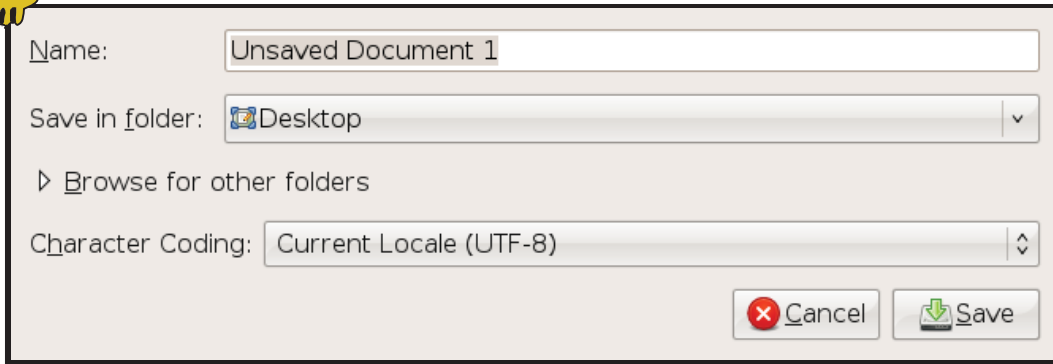 Name: Unsaved Document 1
Save in folder: Desktop
Browse for other folders
Character Coding: Current Locale (UTF-8)
Cancel Save